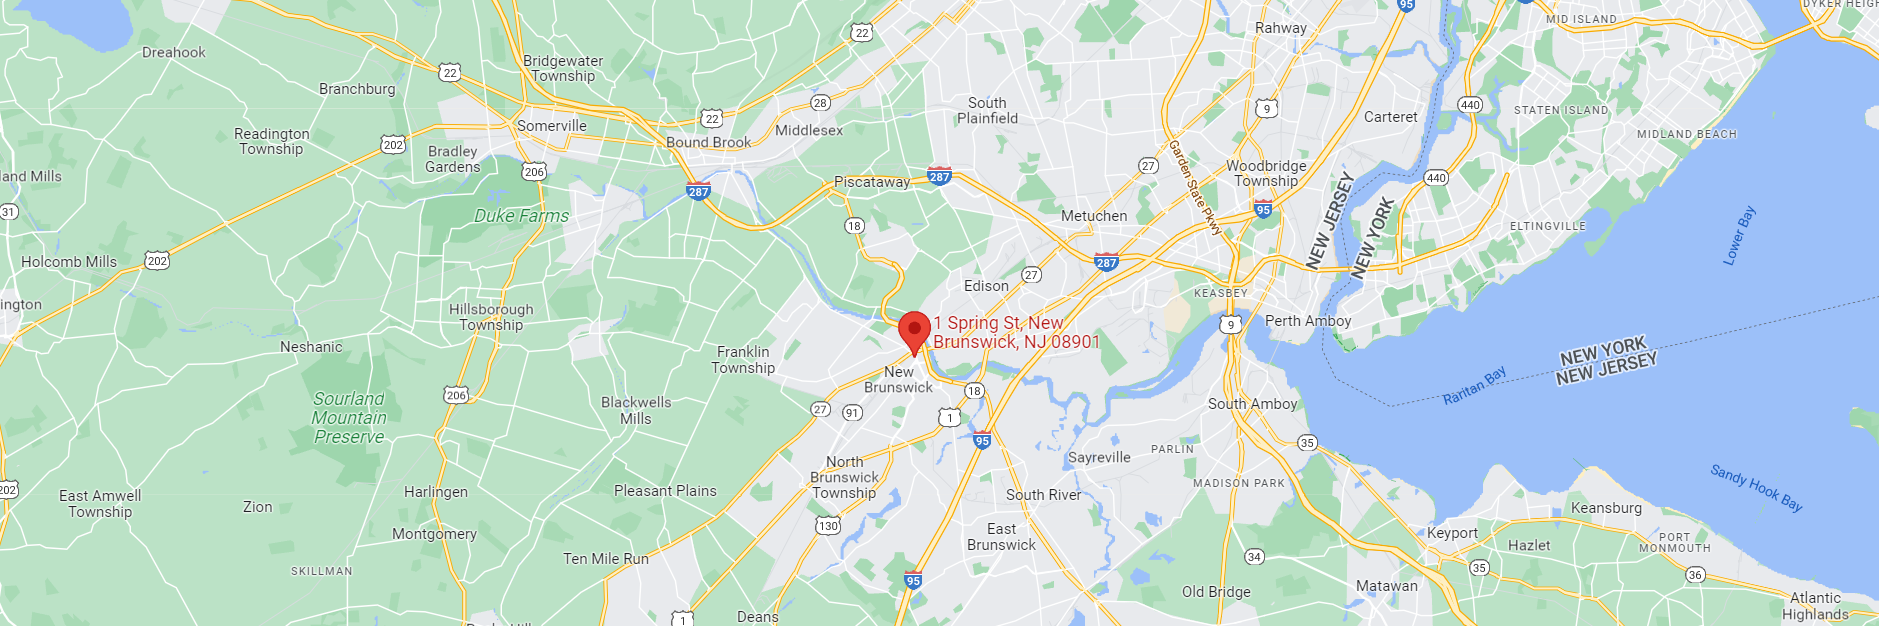 DYKER HEIGH
MID ISLAND
95
Rahway
22
Dreahook
Bridgewater
Township
22
Branchburg
28
South
Plainfield
9
440
STATEN ISLAND
Carteret
22
Somerville
Middlesex
MIDLAND BEACH
Readington
Township
202
Bound Brook
Bradley
Gardens
206
27
Garden State Pkwy
Woodbridge
Township
land Mills
287
Piscataway
287
440
31
Duke Farms
18
Metuchen
95
NEW JERSEY
NEW YORK
ELTINGVILLE
Lower Bay
Holcomb Mills
202
287
27
Edison
KEASBEY
ington
Hillsborough
Township
1 Spring St, New
Brunswick, NJ 08901
9
Perth Amboy
Neshanic
Franklin
Township
NEW YORK
NEW JERSEY
New
Brunswick
Raritan Bay
Sourland
Mountain
Preserve
206
Blackwells
Mills
27
91
18
1
South Amboy
95
35
PARLIN
Sayreville
North
Brunswick
Township
MADISON PARK
Sandy Hook Bay
202
East Amwell
Township
Harlingen
Pleasant Plains
South River
Zion
Keansburg
130
Montgomery
East
Brunswick
Keyport
Hazlet
PORT
MONMOUTH
Ten Mile Run
34
35
36
SKILLMAN
95
Old Bridge
Matawan
Atlantic
Highlands
1
Deans